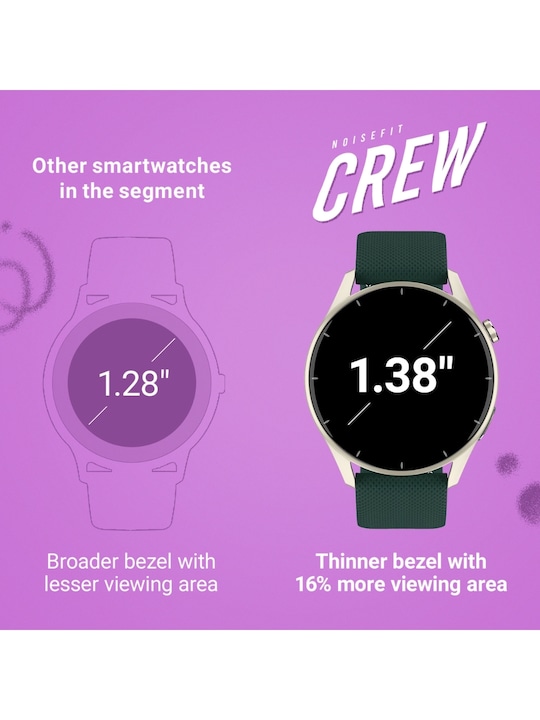 Other smartwatches
in the segment
NOISEFIT
CREW
1.28"
1.38"
Broader bezel with
lesser viewing area
Thinner bezel with
16% more viewing area